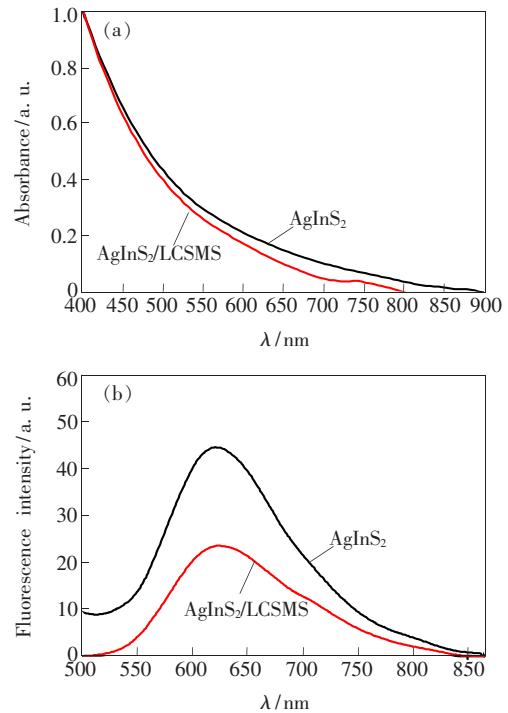 (a)
Absorbance/a. u.
1.0
0.8
0.6
0.4
0.2
0
AgInS₂
AgInS₂/LCSMS
400 450 500 550 600 650 700 750 800 850 900
λ/nm
(b)
Fluorescence intensity/a. u.
60
50
40
30
20
10
0
AgInS₂
AgInS₂/LCSMS
500 550 600 650 700 750 800 850
λ/nm